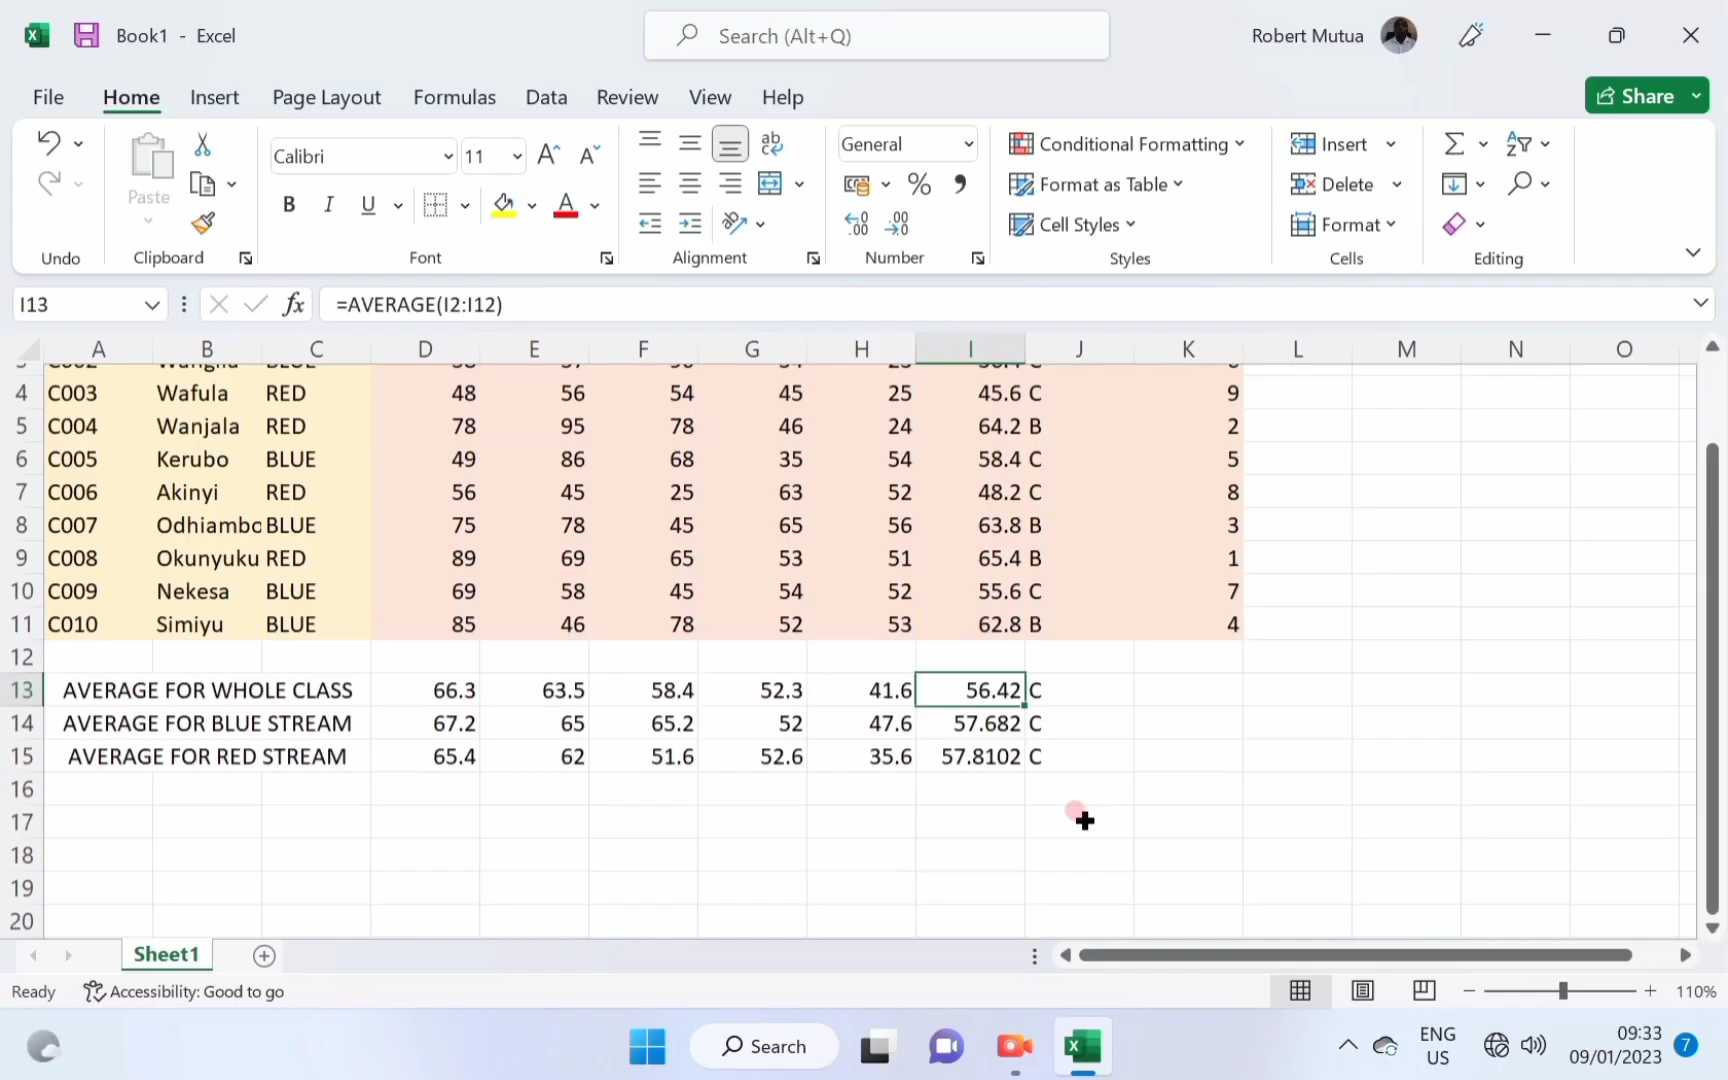 Book1 - Excel
Search (Alt+Q)
Robert Mutua
File Home Insert Page Layout Formulas Data Review View Help
Share
Calibri 11
General
Conditional Formatting
Insert
Paste
Format as Table
Delete
B I U
Cell Styles
Format
Undo Clipboard Font Alignment Number Styles Cells Editing
I13 fx =AVERAGE(I2:I12)
A B C D E F G H I J K L M N O
4 C003 Wafula RED 48 56 54 45 25 45.6 C 9
5 C004 Wanjala RED 78 95 78 46 24 64.2 B 2
6 C005 Kerubo BLUE 49 86 68 35 54 58.4 C 5
7 C006 Akinyi RED 56 45 25 63 52 48.2 C 8
8 C007 Odhiambo BLUE 75 78 45 65 56 63.8 B 3
9 C008 Okunyuku RED 89 69 65 53 51 65.4 B 1
10 C009 Nekesa BLUE 69 58 45 54 52 55.6 C 7
11 C010 Simiyu BLUE 85 46 78 52 53 62.8 B 4
12
13 AVERAGE FOR WHOLE CLASS 66.3 63.5 58.4 52.3 41.6 56.42 C
14 AVERAGE FOR BLUE STREAM 67.2 65 65.2 52 47.6 57.682 C
15 AVERAGE FOR RED STREAM 65.4 62 51.6 52.6 35.6 57.8102 C
16
17
18
19
20
Sheet1
Ready Accessibility: Good to go 110%
Search
ENG
US
09:33
09/01/2023
7